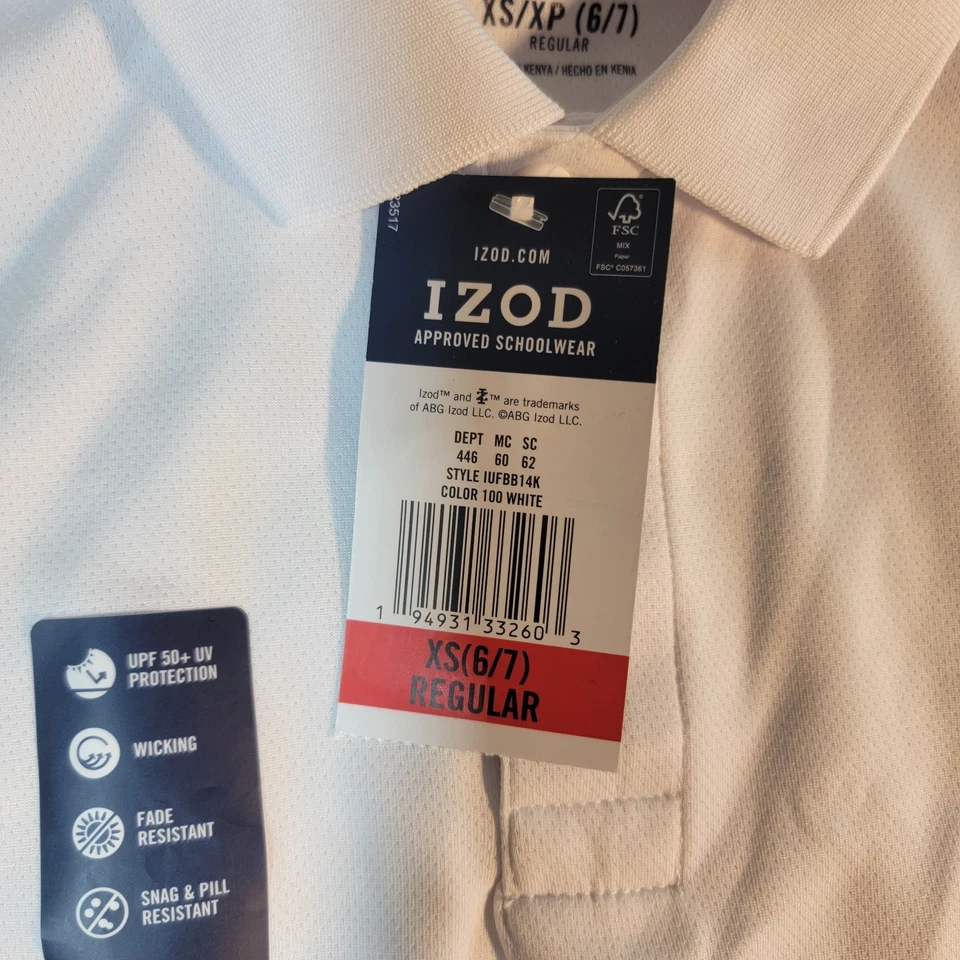 XS/XP (6/7)
REGULAR
KENYA / HECHO EN KENIA
23517
FSC
MIX
Paper
FSC® C057361
IZOD.COM
IZOD
APPROVED SCHOOLWEAR
Izod™ and ™ are trademarks
of ABG Izod LLC. ©ABG Izod LLC.
DEPT MC SC
446 60 62
STYLE IUFBB14K
COLOR 100 WHITE
1 94931 33260 3
XS(6/7)
REGULAR
UPF 50+ UV
PROTECTION
WICKING
FADE
RESISTANT
SNAG & PILL
RESISTANT